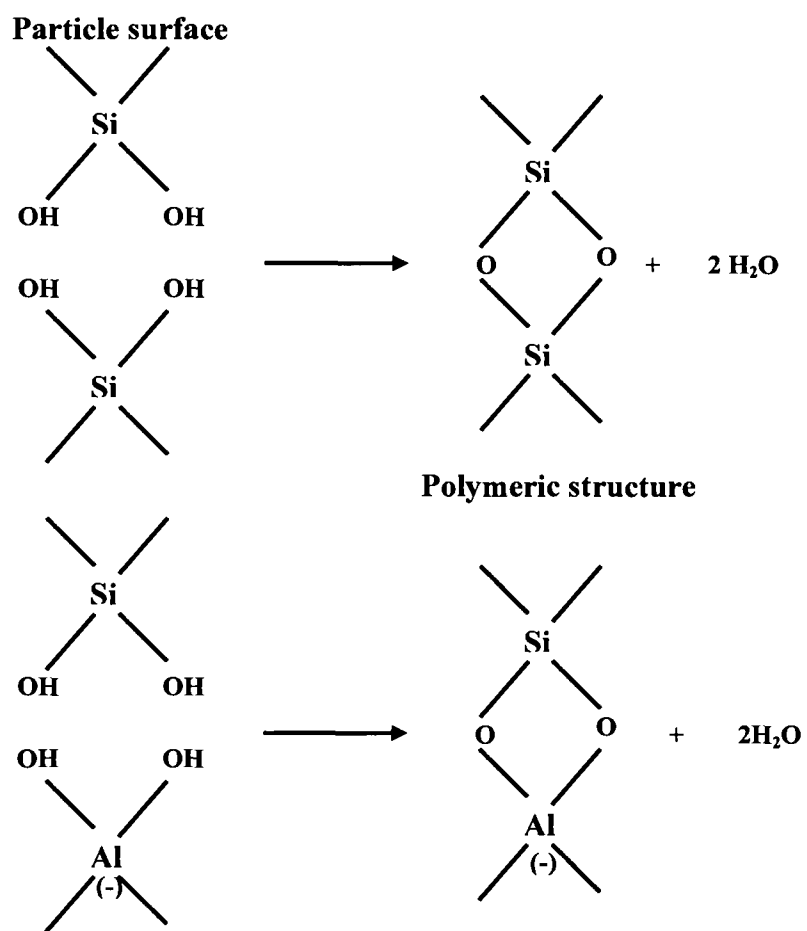 Particle surface
Si
Si
OH OH
O O + 2 H₂O
OH OH
Si
Si
Polymeric structure
Si
Si
OH OH
O O + 2H₂O
OH OH
Al
(-)
Al
(-)